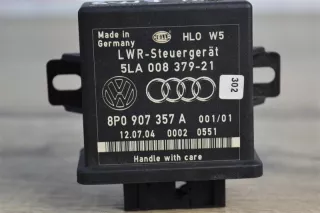 Made in
Germany
HELLA
HLO W5
LWR-Steuergerät
5LA 008 379-21
302
8P0 907 357 A 001/01
12.07.04 0002 0551
Handle with care